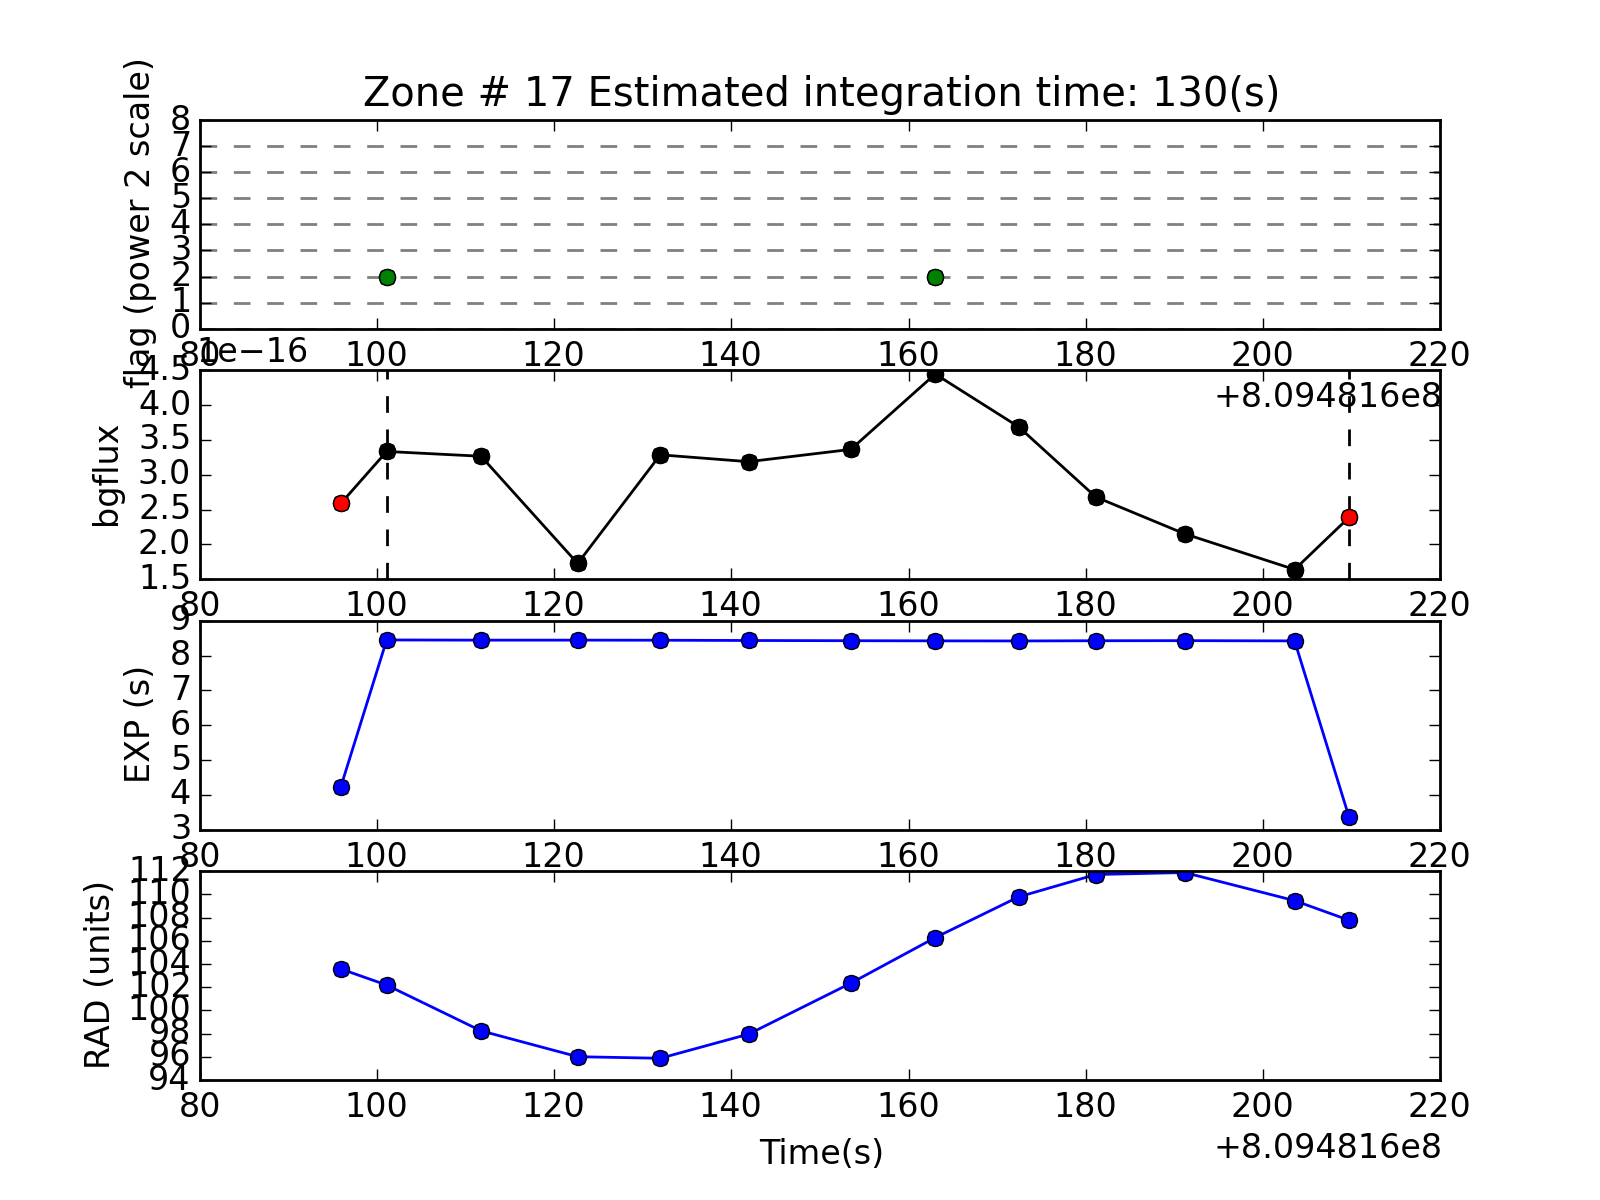 Zone # 17 Estimated integration time: 130(s)
flag (power 2 scale)
8
7
6
5
4
3
2
1
0
80 100 120 140 160 180 200 220
1e−16
+8.094816e8
bgflux
4.5
4.0
3.5
3.0
2.5
2.0
1.5
80 100 120 140 160 180 200 220
EXP (s)
9
8
7
6
5
4
3
80 100 120 140 160 180 200 220
RAD (units)
112
110
108
106
104
102
100
98
96
94
80 100 120 140 160 180 200 220
Time(s)
+8.094816e8